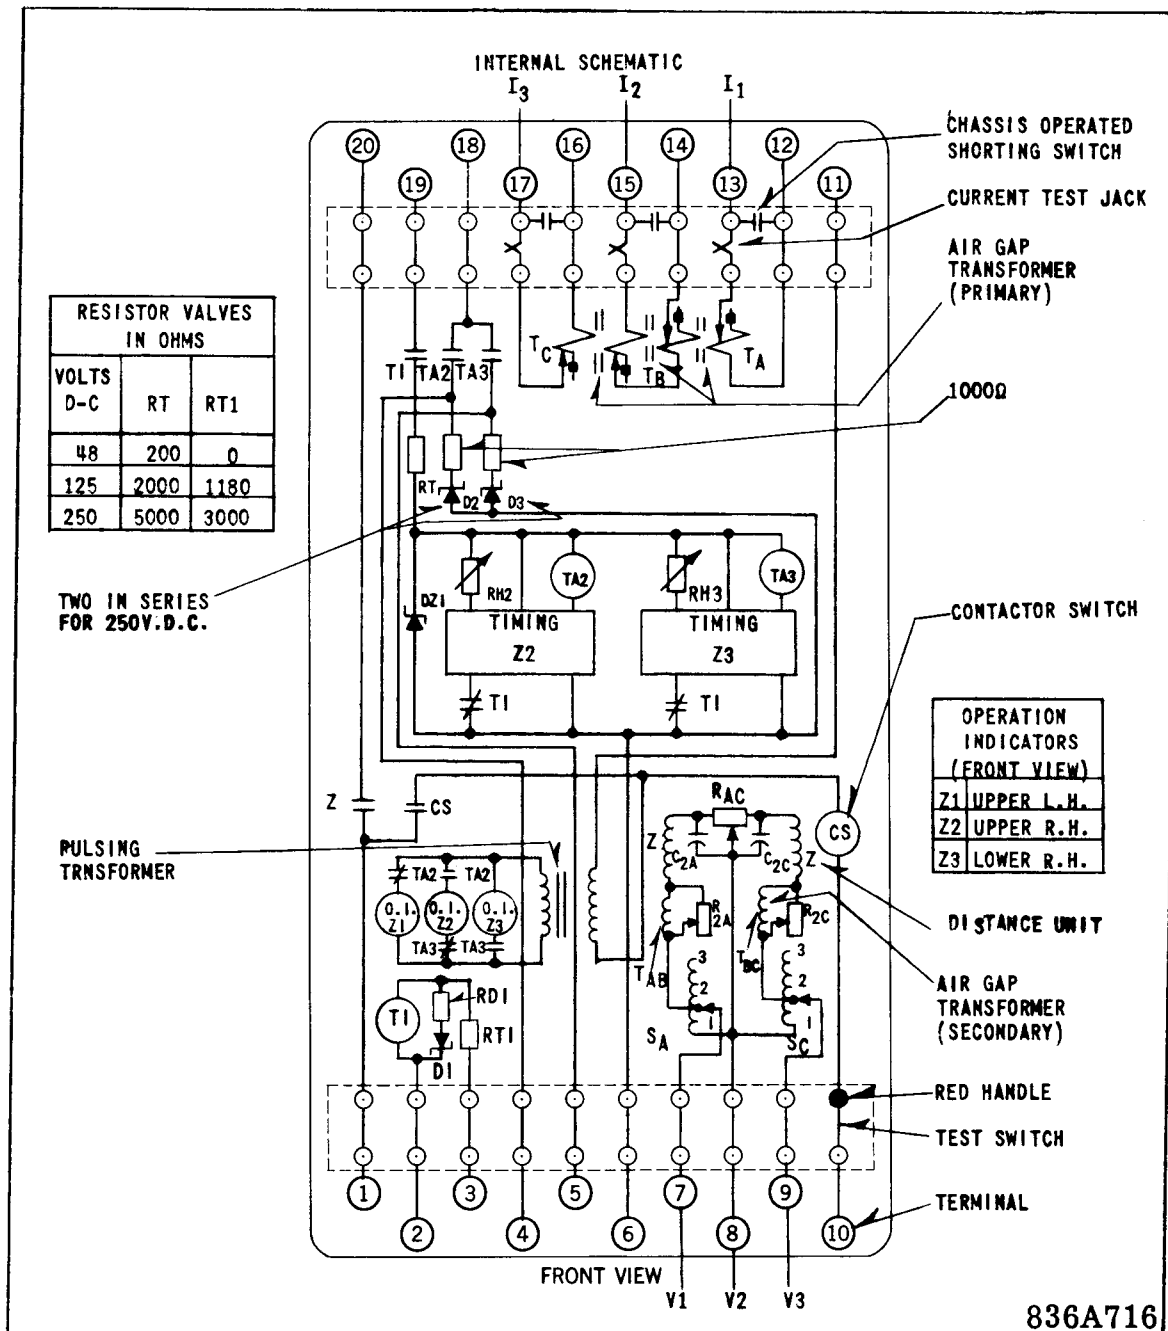 INTERNAL SCHEMATIC
I3 I2 I1
20 18 16 14 12
19 17 15 13 11
CHASSIS OPERATED
SHORTING SWITCH
CURRENT TEST JACK
AIR GAP
TRANSFORMER
(PRIMARY)
1000Ω
RESISTOR VALVES
IN OHMS
VOLTS
D-C RT RT1
48 200 0
125 2000 1180
250 5000 3000
TC TB TA
T1 TA2 TA3
RT D2 D3
TWO IN SERIES
FOR 250V.D.C.
DZ1 RH2 TA2 RH3 TA3
TIMING
Z2
TIMING
Z3
T1 T1
CONTACTOR SWITCH
OPERATION
INDICATORS
(FRONT VIEW)
Z1 UPPER L.H.
Z2 UPPER R.H.
Z3 LOWER R.H.
Z CS RAC CS
Z C2A C2C Z
PULSING
TRNSFORMER
TA2 TA2
O.I.
Z1
O.I.
Z2
O.I.
Z3
TA3 TA3
R2A R2C
TAB TBC
DISTANCE UNIT
3 3
2 2
1 1
SA SC
AIR GAP
TRANSFORMER
(SECONDARY)
T1 RD1 RT1
D1
RED HANDLE
TEST SWITCH
TERMINAL
1 3 5 7 9
2 4 6 8 10
FRONT VIEW
V1 V2 V3
836A716